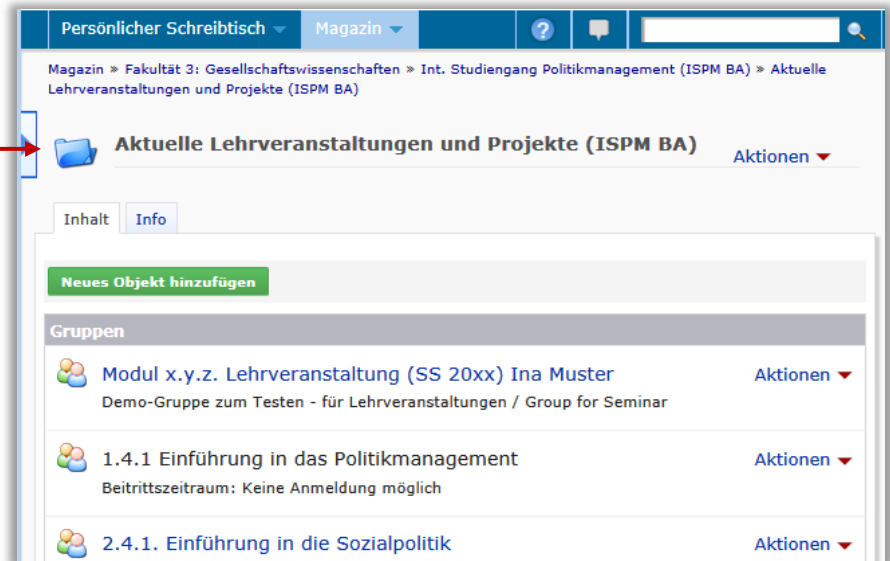 Persönlicher Schreibtisch Magazin ?
Magazin » Fakultät 3: Gesellschaftswissenschaften » Int. Studiengang Politikmanagement (ISPM BA) » Aktuelle
Lehrveranstaltungen und Projekte (ISPM BA)
Aktuelle Lehrveranstaltungen und Projekte (ISPM BA)
Aktionen
Inhalt Info
Neues Objekt hinzufügen
Gruppen
Modul x.y.z. Lehrveranstaltung (SS 20xx) Ina Muster Aktionen
Demo-Gruppe zum Testen - für Lehrveranstaltungen / Group for Seminar
1.4.1 Einführung in das Politikmanagement Aktionen
Beitrittszeitraum: Keine Anmeldung möglich
2.4.1. Einführung in die Sozialpolitik Aktionen